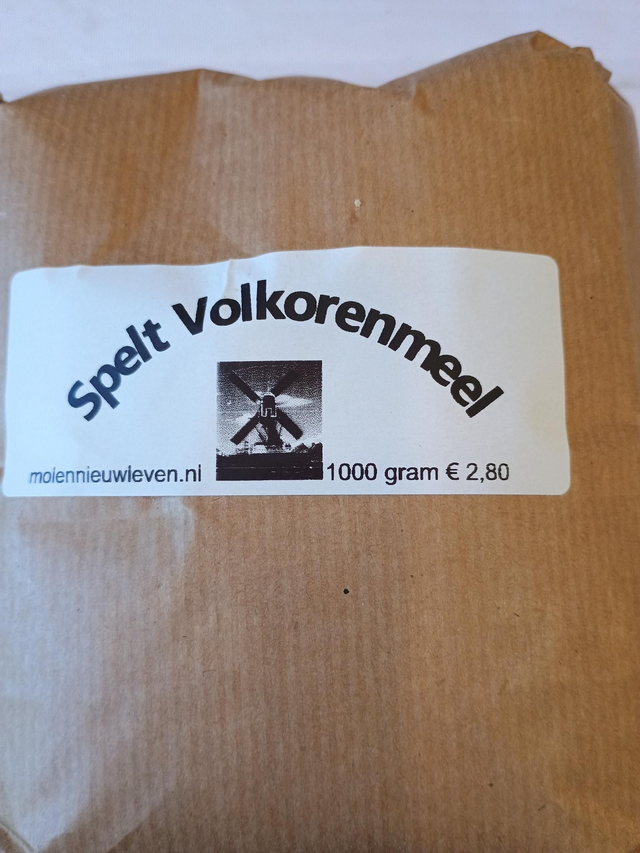 Spelt Volkorenmeel
molennieuwleven.nl
1000 gram € 2,80